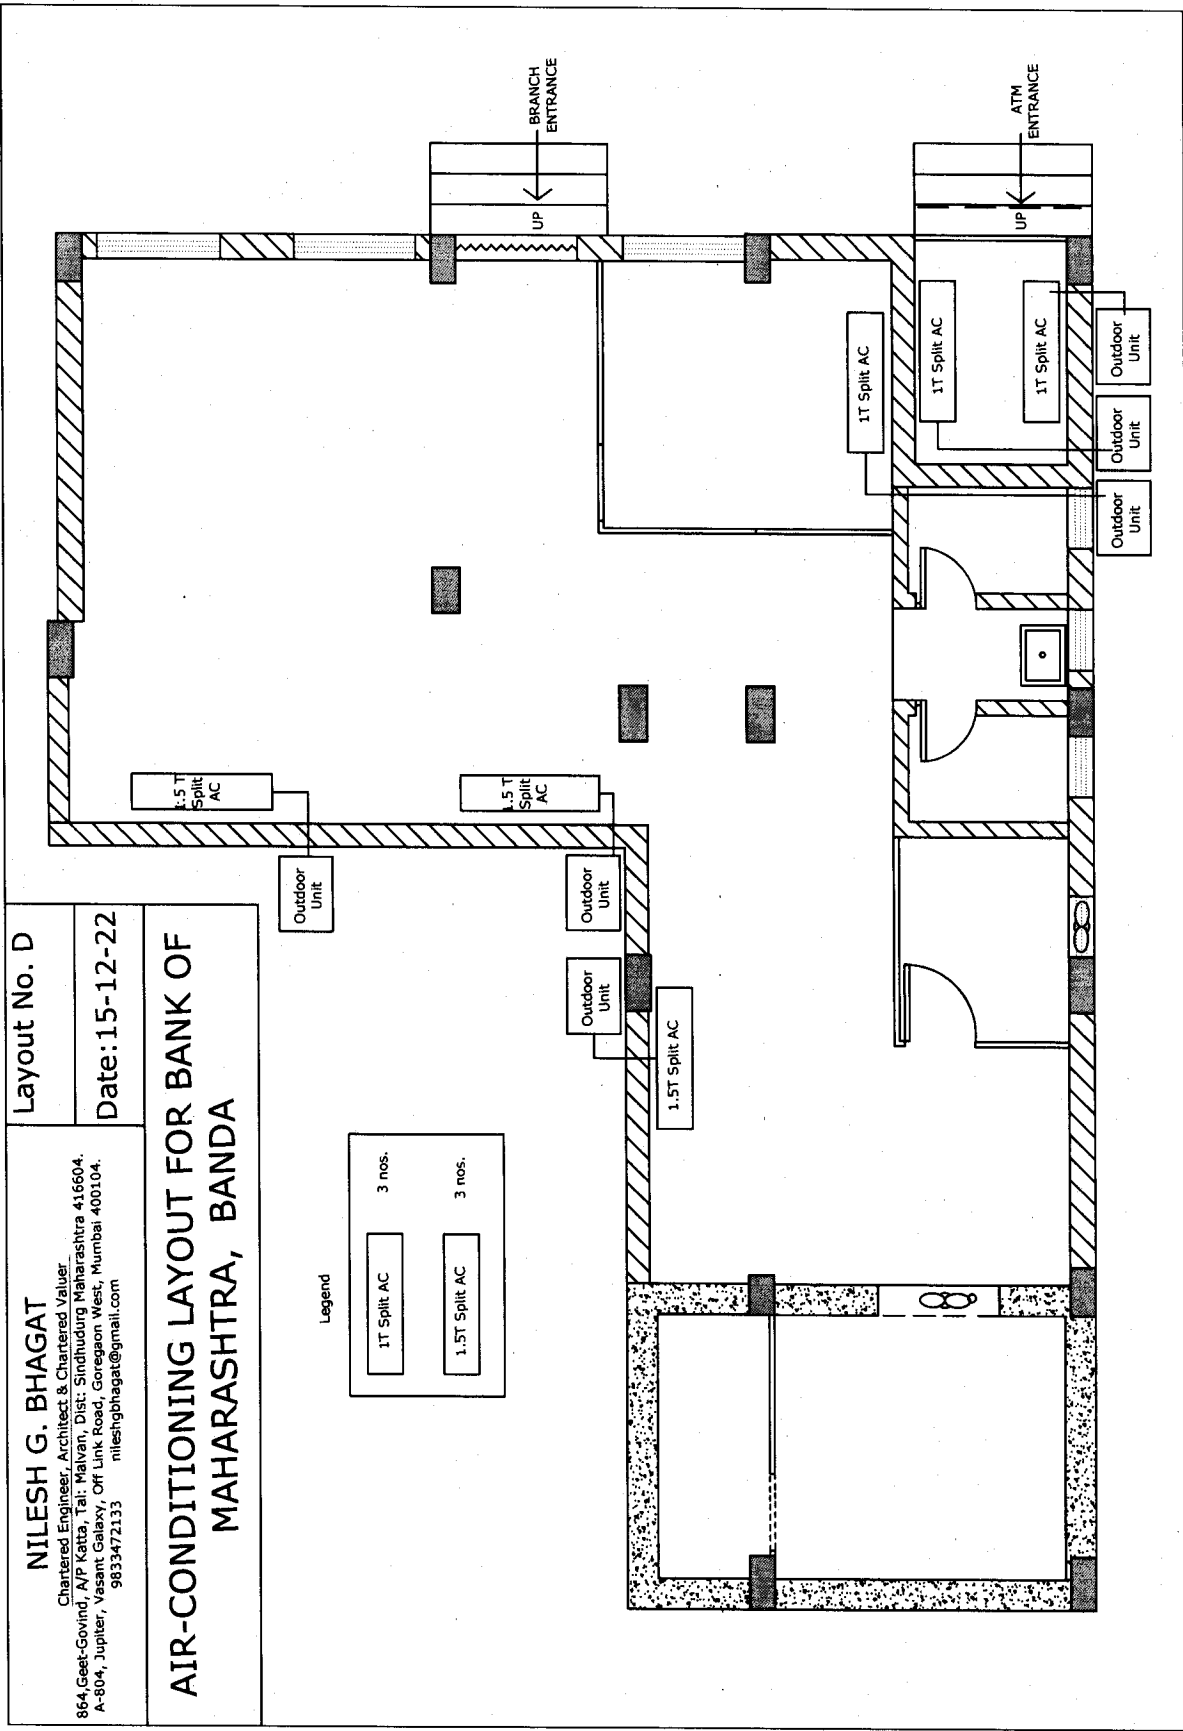 NILESH G. BHAGAT
Chartered Engineer, Architect & Chartered Valuer
864,Geet-Govind, A/P Katta, Tal: Malvan, Dist: Sindhudurg Maharashtra 416604.
A-804, Jupiter, Vasant Galaxy, Off Link Road, Goregaon West, Mumbai 400104.
9833472133 nileshgbhagat@gmail.com
Layout No. D
Date:15-12-22
AIR-CONDITIONING LAYOUT FOR BANK OF
MAHARASHTRA, BANDA
Legend
1T Split AC 3 nos.
1.5T Split AC 3 nos.
Outdoor
Unit
1.5 T
Split
AC
Outdoor
Unit
1.5 T
Split
AC
Outdoor
Unit
1.5T Split AC
BRANCH
ENTRANCE
UP
ATM
ENTRANCE
UP
1T Split AC
1T Split AC
1T Split AC
Outdoor
Unit
Outdoor
Unit
Outdoor
Unit